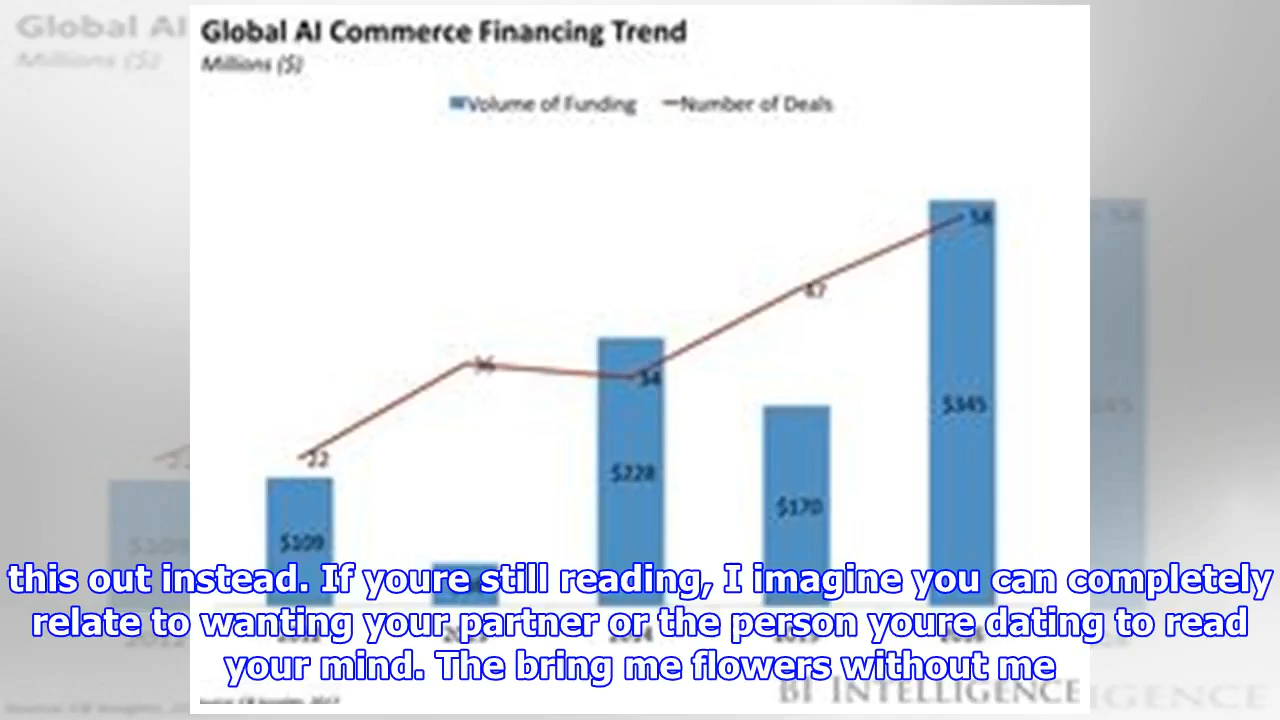 Global AI Commerce Financing Trend
Millions ($)
Volume of Funding
Number of Deals
58
47
36
34
22
$345
$228
$170
$109
this out instead. If youre still reading, I imagine you can completely
relate to wanting your partner or the person youre dating to read
your mind. The bring me flowers without me
BI INTELLIGENCE